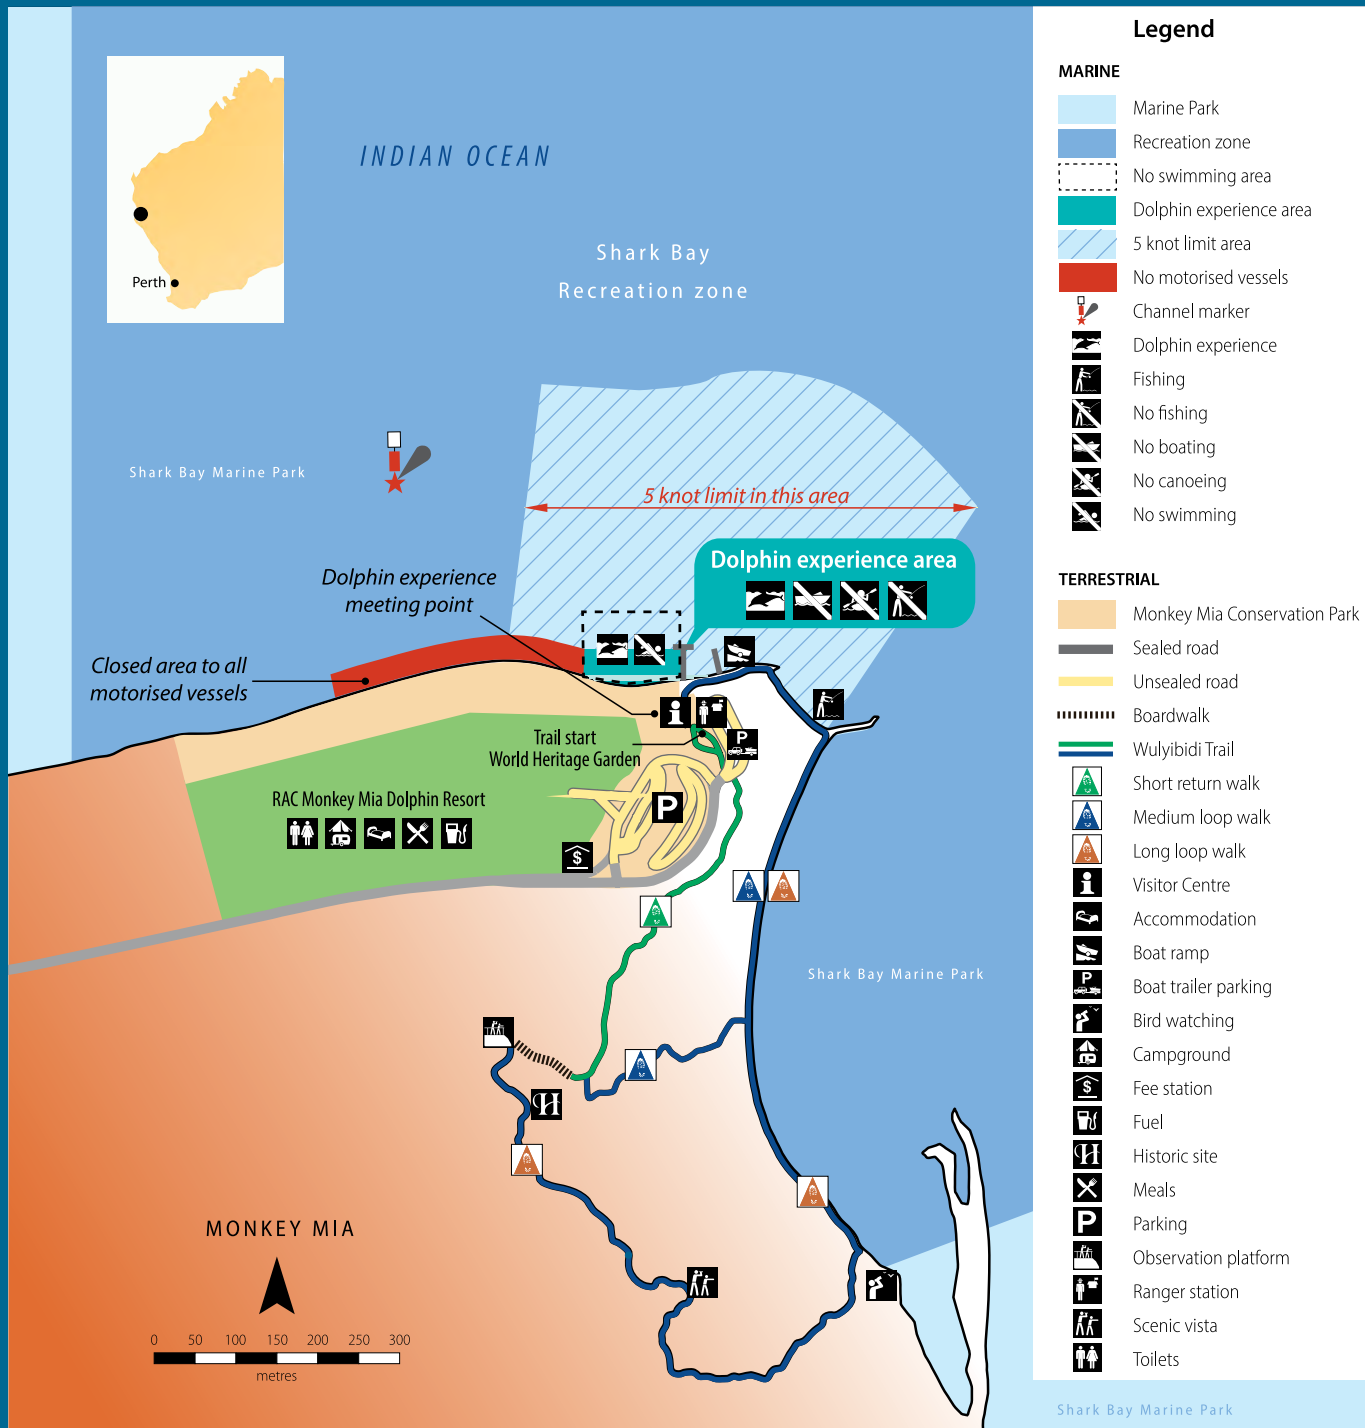 INDIAN OCEAN
Perth
Shark Bay
Recreation zone
Shark Bay Marine Park
5 knot limit in this area
Dolphin experience area
Dolphin experience
meeting point
Closed area to all
motorised vessels
i
P
Trail start
World Heritage Garden
RAC Monkey Mia Dolphin Resort
P
$
Shark Bay Marine Park
H
MONKEY MIA
0 50 100 150 200 250 300
metres
Legend
MARINE
Marine Park
Recreation zone
No swimming area
Dolphin experience area
5 knot limit area
No motorised vessels
Channel marker
Dolphin experience
Fishing
No fishing
No boating
No canoeing
No swimming
TERRESTRIAL
Monkey Mia Conservation Park
Sealed road
Unsealed road
Boardwalk
Wulyibidi Trail
Short return walk
Medium loop walk
Long loop walk
i Visitor Centre
Accommodation
Boat ramp
P Boat trailer parking
Bird watching
Campground
$ Fee station
Fuel
H Historic site
Meals
P Parking
Observation platform
Ranger station
Scenic vista
Toilets
Shark Bay Marine Park